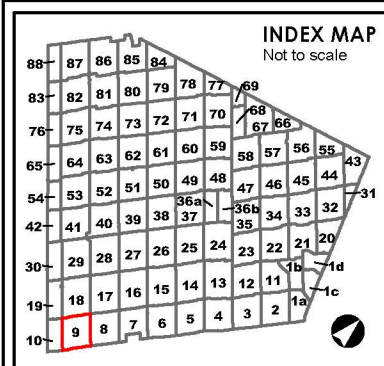 INDEX MAP
Not to scale
88 87 86 85 84
83 82 81 80 79 78 77 69
76 75 74 73 72 71 70 68 67 66
65 64 63 62 61 60 59 58 57 56 55 43
54 53 52 51 50 49 48 47 46 45 44 31
42 41 40 39 38 37 36a 36b 35 34 33 32
30 29 28 27 26 25 24 23 22 21 20
19 18 17 16 15 14 13 12 11 1b 1d
10 9 8 7 6 5 4 3 2 1a 1c